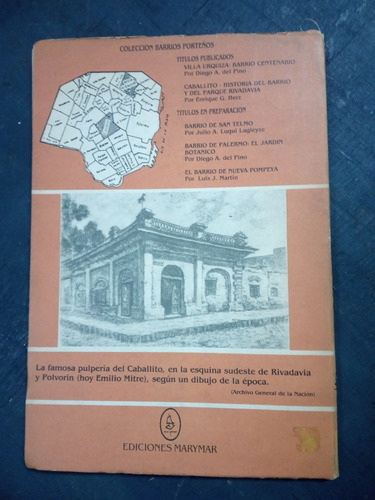 COLECCION BARRIOS PORTEÑOS
TITULOS PUBLICADOS
VILLA URQUIZA: BARRIO CENTENARIO
Por Diego A. del Pino
CABALLITO - HISTORIA DEL BARRIO
Y DEL PARQUE RIVADAVIA
Por Enrique G. Herz
TITULOS EN PREPARACION
BARRIO DE SAN TELMO
Por Julio A. Luqui Lagleyze
BARRIO DE PALERMO: EL JARDIN
BOTANICO
Por Diego A. del Pino
EL BARRIO DE NUEVA POMPEYA
Por Luis J. Martin
La famosa pulpería del Caballito, en la esquina sudeste de Rivadavia
y Polvorín (hoy Emilio Mitre), según un dibujo de la época.
(Archivo General de la Nación)
EDICIONES MARYMAR